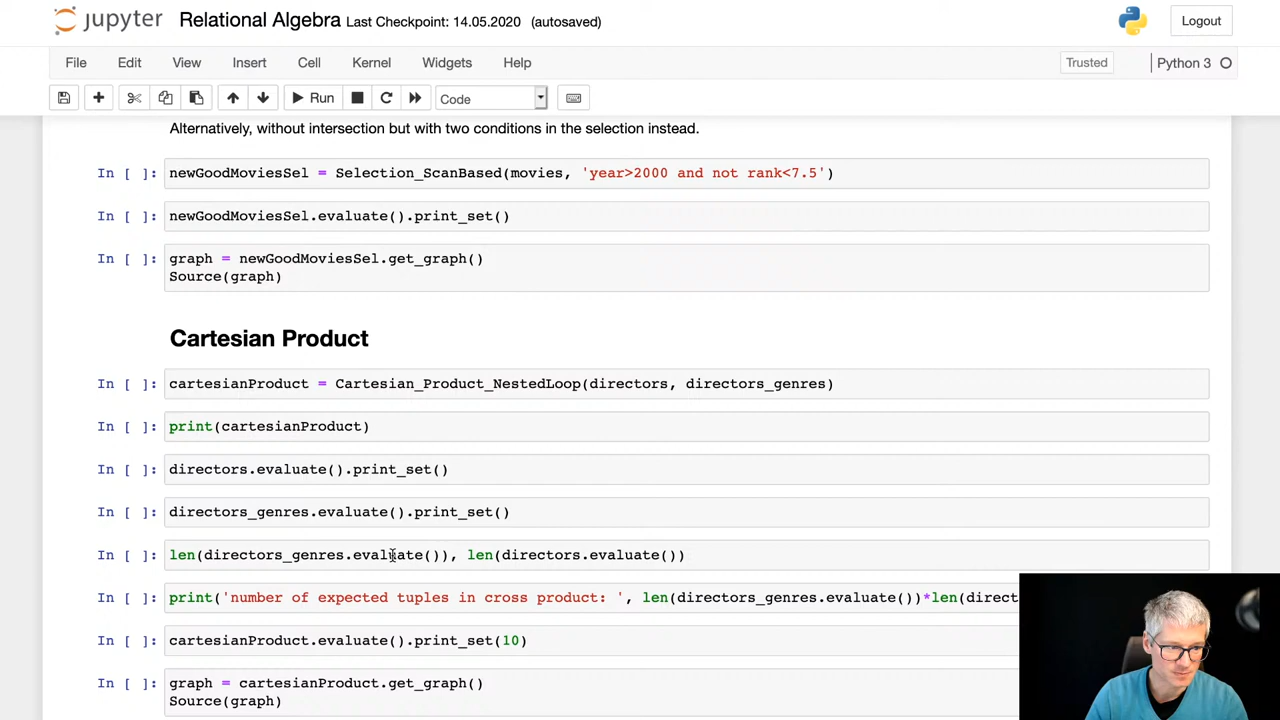 jupyter Relational Algebra Last Checkpoint: 14.05.2020 (autosaved) Logout
File Edit View Insert Cell Kernel Widgets Help Trusted Python 3
Run Code
Alternatively, without intersection but with two conditions in the selection instead.
In [ ]: newGoodMoviesSel = Selection_ScanBased(movies, 'year>2000 and not rank<7.5')
In [ ]: newGoodMoviesSel.evaluate().print_set()
In [ ]: graph = newGoodMoviesSel.get_graph()
Source(graph)
Cartesian Product
In [ ]: cartesianProduct = Cartesian_Product_NestedLoop(directors, directors_genres)
In [ ]: print(cartesianProduct)
In [ ]: directors.evaluate().print_set()
In [ ]: directors_genres.evaluate().print_set()
In [ ]: len(directors_genres.evaluate()), len(directors.evaluate())
In [ ]: print('number of expected tuples in cross product: ', len(directors_genres.evaluate())*len(direct
In [ ]: cartesianProduct.evaluate().print_set(10)
In [ ]: graph = cartesianProduct.get_graph()
Source(graph)